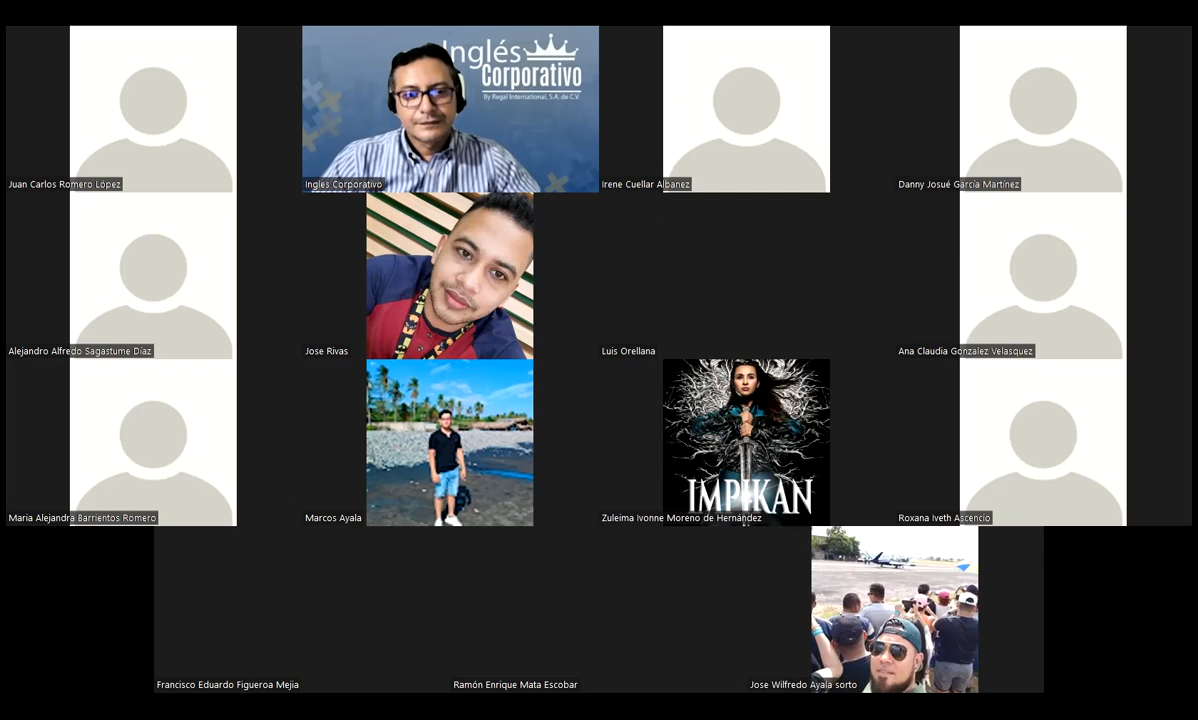 Inglés
Corporativo
By Regal International, S.A. de C.V.
Juan Carlos Romero López
Ingles Corporativo
Irene Cuellar Albanez
Danny Josué García Martínez
Alejandro Alfredo Sagastume Díaz
Jose Rivas
Luis Orellana
Ana Claudia Gonzalez Velasquez
IMPIKAN
Maria Alejandra Barrientos Romero
Marcos Ayala
Zuleima Ivonne Moreno de Hernández
Roxana Iveth Ascencio
Francisco Eduardo Figueroa Mejia
Ramón Enrique Mata Escobar
Jose Wilfredo Ayala sorto